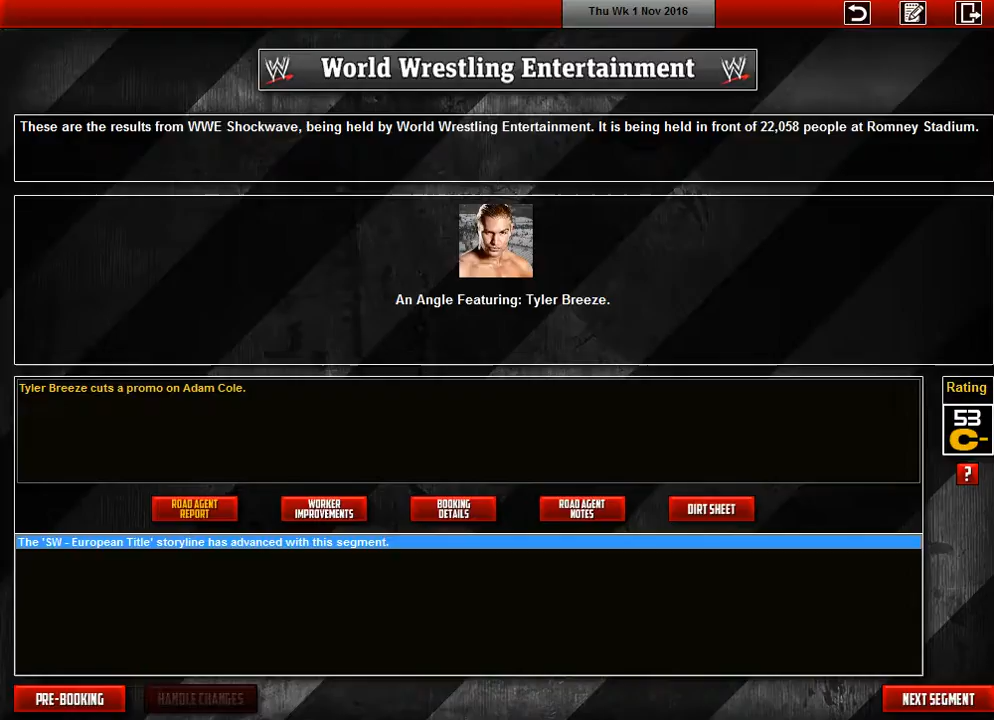 Thu Wk 1 Nov 2016
W World Wrestling Entertainment W
These are the results from WWE Shockwave, being held by World Wrestling Entertainment. It is being held in front of 22,058 people at Romney Stadium.
An Angle Featuring: Tyler Breeze.
Tyler Breeze cuts a promo on Adam Cole.
Rating
53
C-
?
ROAD AGENT REPORT
WORKER IMPROVEMENTS
BOOKING DETAILS
ROAD AGENT NOTES
DIRT SHEET
The 'SW - European Title' storyline has advanced with this segment.
PRE-BOOKING
HANDLE CHANGES
NEXT SEGMENT